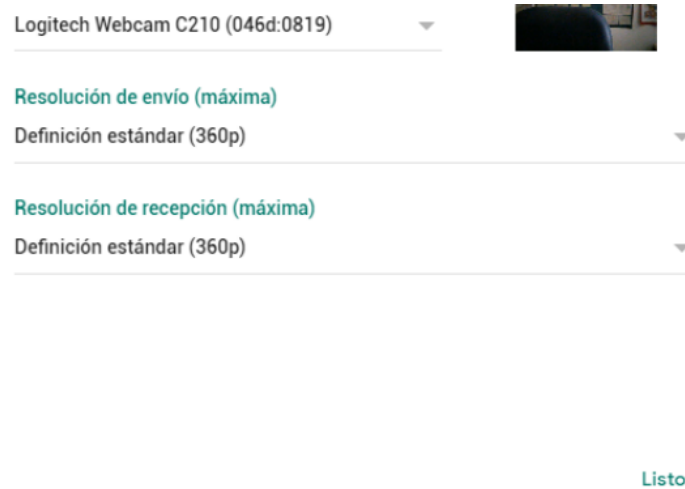 Logitech Webcam C210 (046d:0819)
Resolución de envío (máxima)
Definición estándar (360p)
Resolución de recepción (máxima)
Definición estándar (360p)
Listo